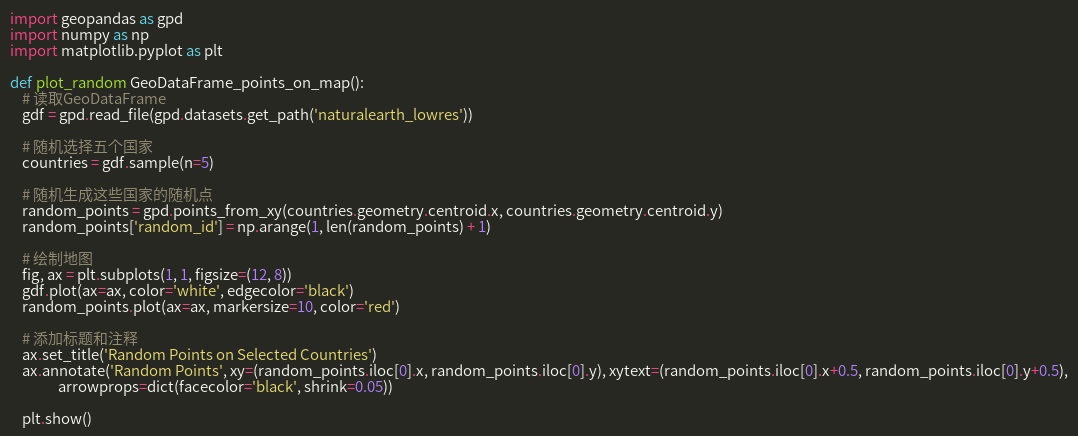 import geopandas as gpd
import numpy as np
import matplotlib.pyplot as plt
def plot_random GeoDataFrame_points_on_map():
# 读取GeoDataFrame
gdf = gpd.read_file(gpd.datasets.get_path('naturalearth_lowres'))
# 随机选择五个国家
countries = gdf.sample(n=5)
# 随机生成这些国家的随机点
random_points = gpd.points_from_xy(countries.geometry.centroid.x, countries.geometry.centroid.y)
random_points['random_id'] = np.arange(1, len(random_points) + 1)
# 绘制地图
fig, ax = plt.subplots(1, 1, figsize=(12, 8))
gdf.plot(ax=ax, color='white', edgecolor='black')
random_points.plot(ax=ax, markersize=10, color='red')
# 添加标题和注释
ax.set_title('Random Points on Selected Countries')
ax.annotate('Random Points', xy=(random_points.iloc[0].x, random_points.iloc[0].y), xytext=(random_points.iloc[0].x+0.5, random_points.iloc[0].y+0.5),
arrowprops=dict(facecolor='black', shrink=0.05))
plt.show()